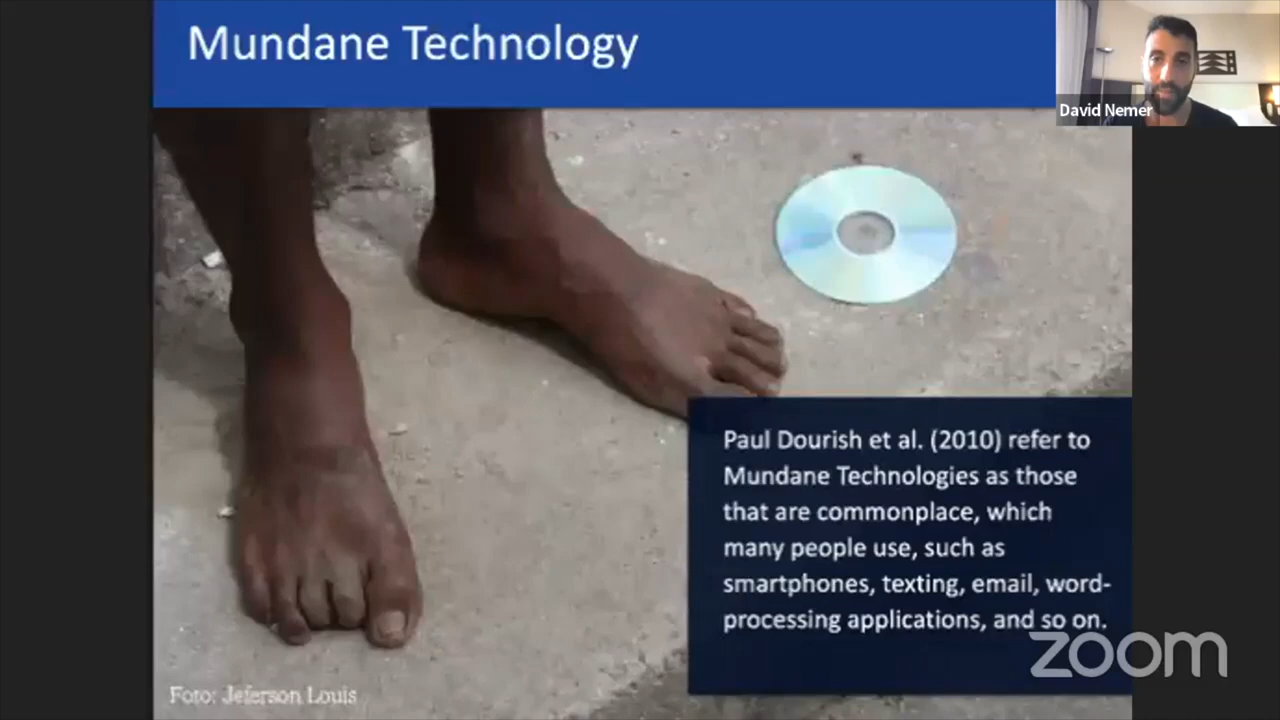 Mundane Technology
David Nemer
Paul Dourish et al. (2010) refer to
Mundane Technologies as those
that are commonplace, which
many people use, such as
smartphones, texting, email, word-
processing applications, and so on.
zoom
Foto: Jeferson Louis